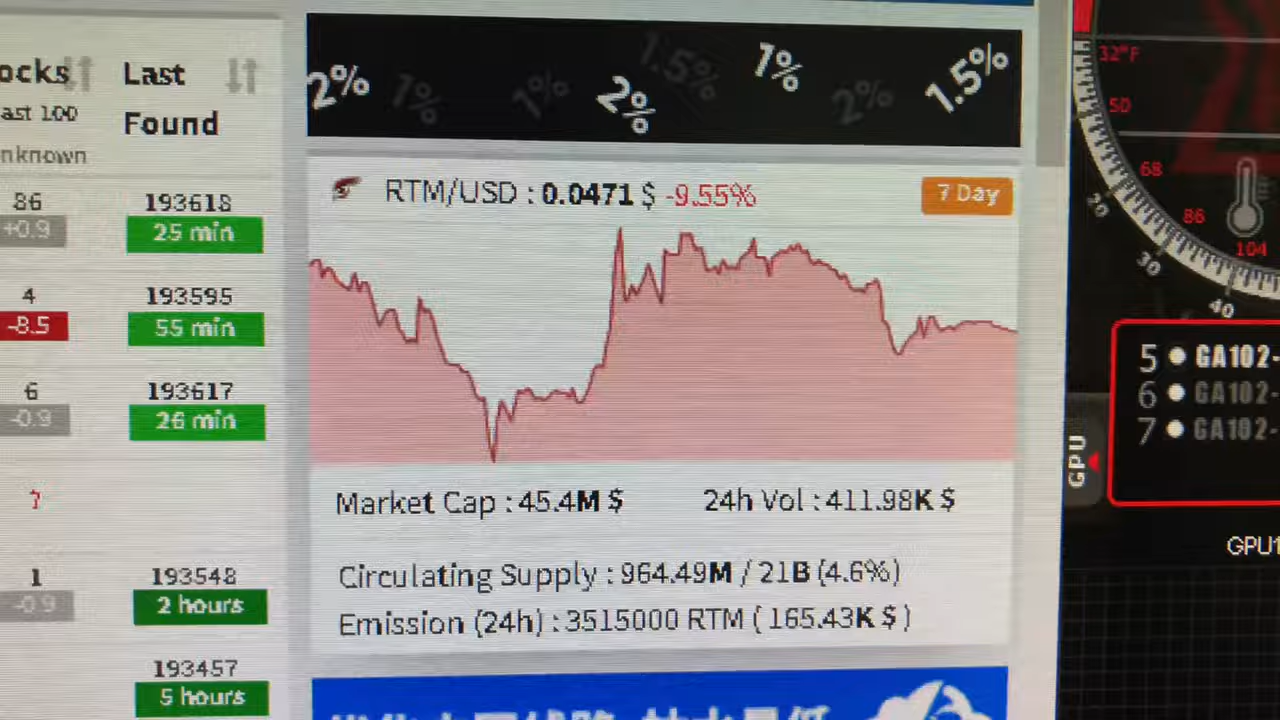 ocks Last
ast 100 Found
nknown
86 193618
+0.9 25 min
4 193595
-8.5 55 min
6 193617
-0.9 26 min
?
1 193548
-0.9 2 hours
193457
5 hours
2% 1% 1% 2% 1.5% 1% 2% 1.5%
RTM/USD : 0.0471 $ -9.55% 7 Day
Market Cap : 45.4M $ 24h Vol : 411.98K $
Circulating Supply : 964.49M / 21B (4.6%)
Emission (24h) : 3515000 RTM ( 165.43K $ )
32°F
50
68
86
104
20
30
40
5 GA102-
6 GA102-
7 GA102-
GPU
GPU1